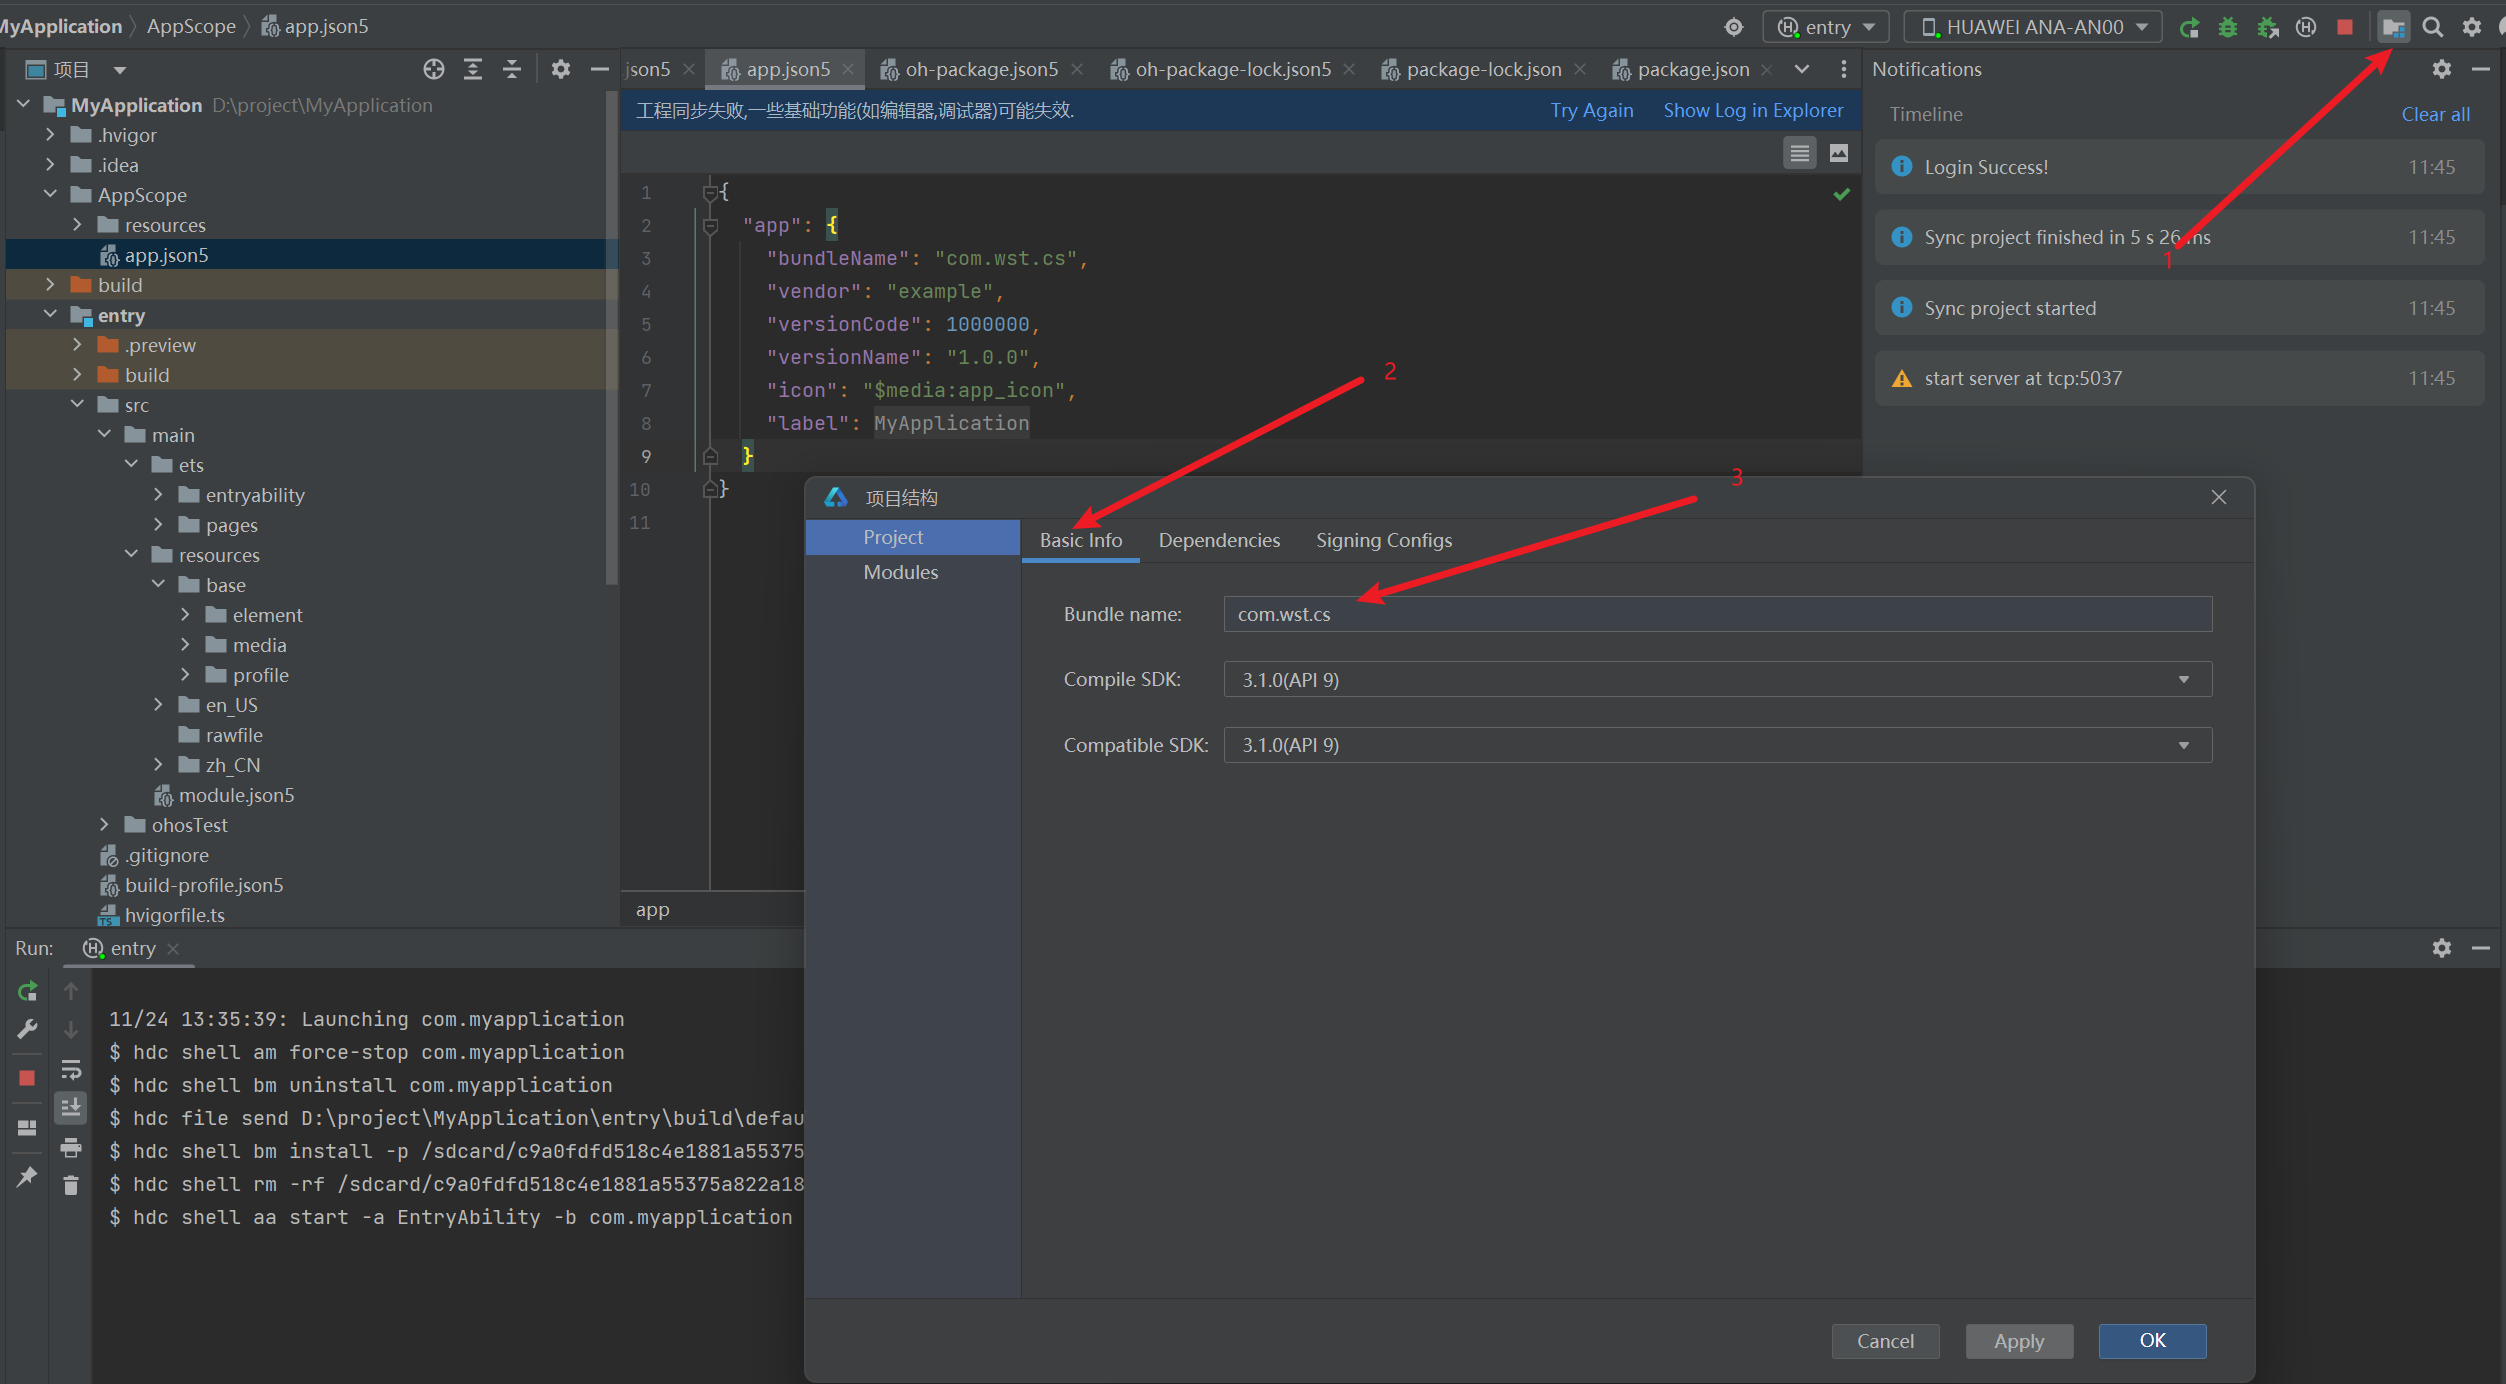 MyApplication AppScope app.json5
entry HUAWEI ANA-AN00
项目
MyApplication D:\project\MyApplication
.hvigor
.idea
AppScope
resources
app.json5
build
entry
.preview
build
src
main
ets
entryability
pages
resources
base
element
media
profile
en_US
rawfile
zh_CN
module.json5
ohosTest
.gitignore
build-profile.json5
hvigorfile.ts
.json5 app.json5 oh-package.json5 oh-package-lock.json5 package-lock.json package.json
工程同步失败,一些基础功能(如编辑器,调试器)可能失效. Try Again Show Log in Explorer
1 {
2 "app": {
3 "bundleName": "com.wst.cs",
4 "vendor": "example",
5 "versionCode": 1000000,
6 "versionName": "1.0.0",
7 "icon": "$media:app_icon",
8 "label": MyApplication
9 }
10 }
11
app
Notifications
Timeline Clear all
Login Success! 11:45
Sync project finished in 5 s 26 ms 11:45
Sync project started 11:45
start server at tcp:5037 11:45
1
2
3
项目结构
Project
Modules
Basic Info Dependencies Signing Configs
Bundle name: com.wst.cs
Compile SDK: 3.1.0(API 9)
Compatible SDK: 3.1.0(API 9)
Cancel Apply OK
Run: entry
11/24 13:35:39: Launching com.myapplication
$ hdc shell am force-stop com.myapplication
$ hdc shell bm uninstall com.myapplication
$ hdc file send D:\project\MyApplication\entry\build\defau
$ hdc shell bm install -p /sdcard/c9a0fdfd518c4e1881a55375
$ hdc shell rm -rf /sdcard/c9a0fdfd518c4e1881a55375a822a18
$ hdc shell aa start -a EntryAbility -b com.myapplication